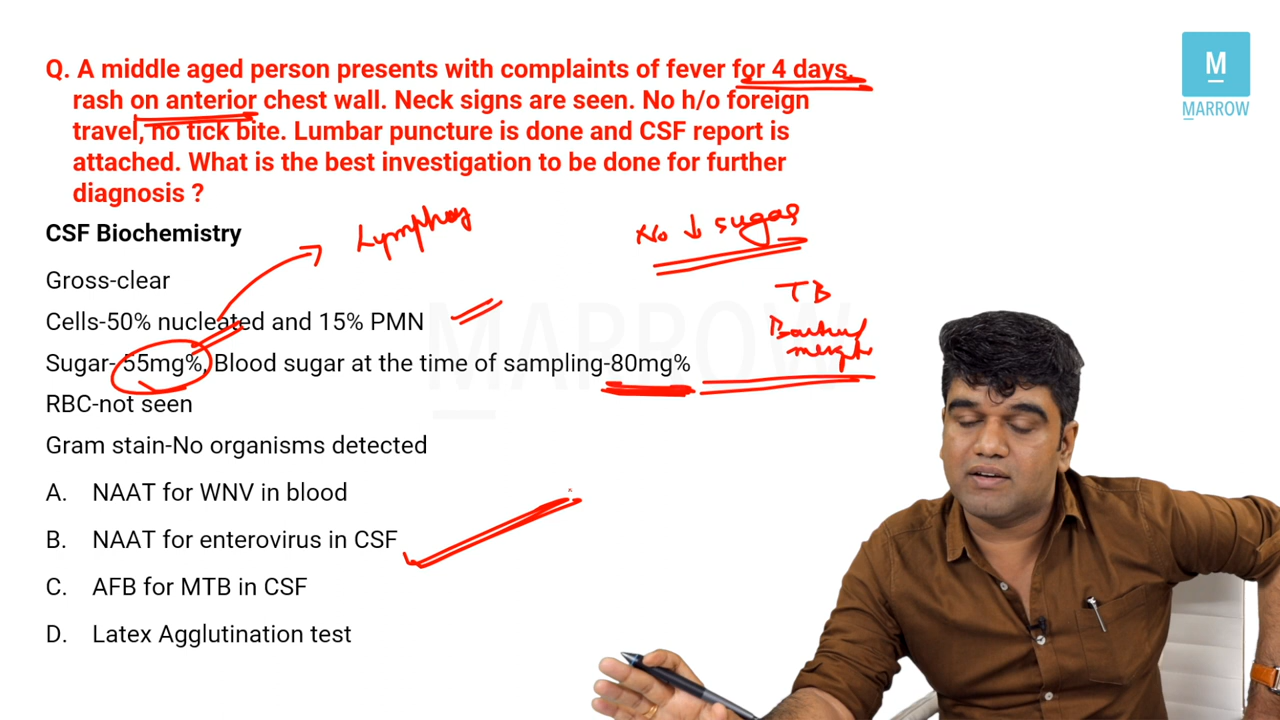 M
MARROW
Q. A middle aged person presents with complaints of fever for 4 days,
rash on anterior chest wall. Neck signs are seen. No h/o foreign
travel, no tick bite. Lumbar puncture is done and CSF report is
attached. What is the best investigation to be done for further
diagnosis ?
CSF Biochemistry
Lymphoc
No ↓ sugar
Gross-clear
TB
Cells-50% nucleated and 15% PMN
Sugar- 55mg%, Blood sugar at the time of sampling-80mg%
RBC-not seen
Gram stain-No organisms detected
A. NAAT for WNV in blood
B. NAAT for enterovirus in CSF
C. AFB for MTB in CSF
D. Latex Agglutination test
MARROW